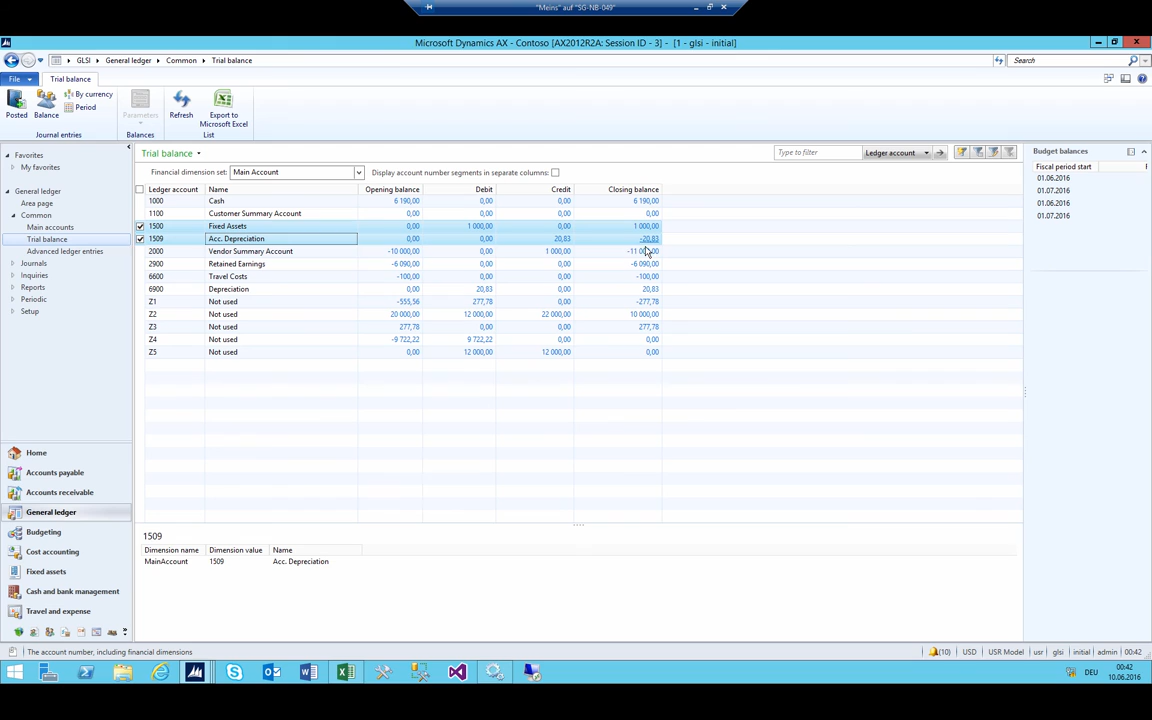 "Meins" auf "SG-NB-049"
Microsoft Dynamics AX - Contoso [AX2012R2A: Session ID - 3] - [1 - glsi - initial]
GLSI General ledger Common Trial balance Search
File Trial balance
Posted Balance By currency Period Parameters Refresh Export to Microsoft Excel
Journal entries Balances List
Favorites
My favorites
General ledger
Area page
Common
Main accounts
Trial balance
Advanced ledger entries
Journals
Inquiries
Reports
Periodic
Setup
Home
Accounts payable
Accounts receivable
General ledger
Budgeting
Cost accounting
Fixed assets
Cash and bank management
Travel and expense
Trial balance Type to filter Ledger account
Financial dimension set: Main Account Display account number segments in separate columns:
Ledger account Name Opening balance Debit Credit Closing balance
1000 Cash 6 190,00 0,00 0,00 6 190,00
1100 Customer Summary Account 0,00 0,00 0,00 0,00
1500 Fixed Assets 0,00 1 000,00 0,00 1 000,00
1509 Acc. Depreciation 0,00 0,00 20,83 -20,83
2000 Vendor Summary Account -10 000,00 0,00 1 000,00
2900 Retained Earnings -6 090,00 0,00 0,00 -6 090,00
6600 Travel Costs -100,00 0,00 0,00 -100,00
6900 Depreciation 0,00 20,83 0,00 20,83
Z1 Not used -555,56 277,78 0,00 -277,78
Z2 Not used 20 000,00 12 000,00 22 000,00 10 000,00
Z3 Not used 277,78 0,00 0,00 277,78
Z4 Not used -9 722,22 9 722,22 0,00 0,00
Z5 Not used 0,00 12 000,00 12 000,00 0,00
1509
Dimension name Dimension value Name
MainAccount 1509 Acc. Depreciation
Budget balances
Fiscal period start
01.06.2016
01.07.2016
01.06.2016
01.07.2016
The account number, including financial dimensions (10) USD USR Model usr glsi initial admin 00:42
DEU 00:42
10.06.2016